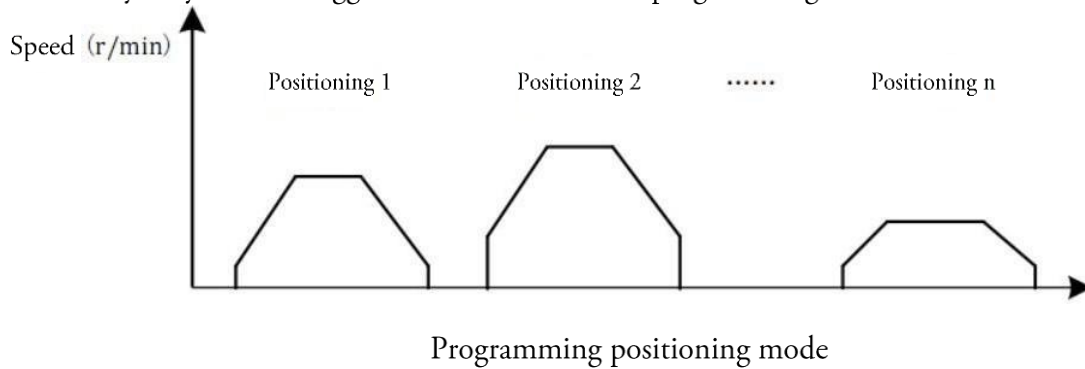 Speed (r/min)
Positioning 1
Positioning 2
......
Positioning n
Programming positioning mode